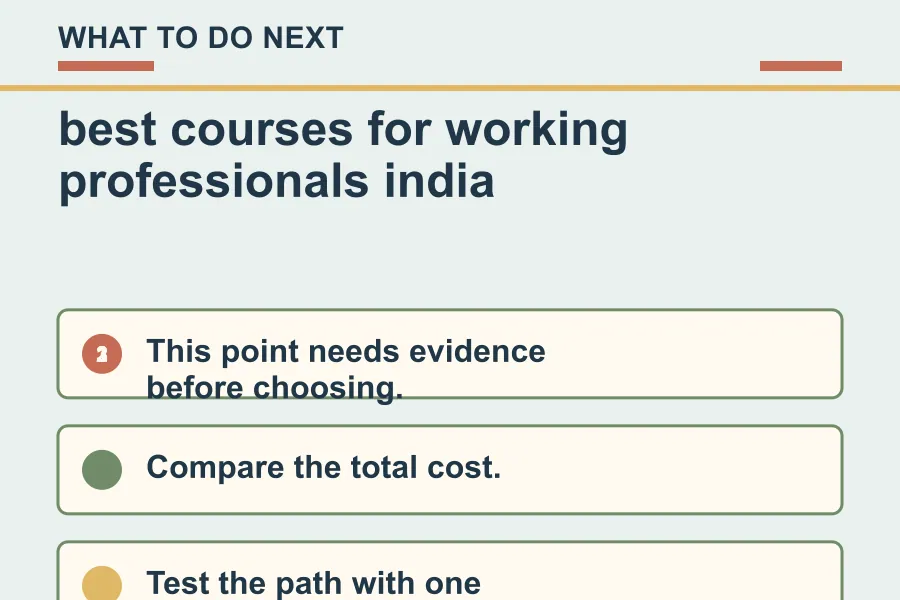 WHAT TO DO NEXT
best courses for working
professionals india
This point needs evidence
before choosing.
Compare the total cost.
Test the path with one